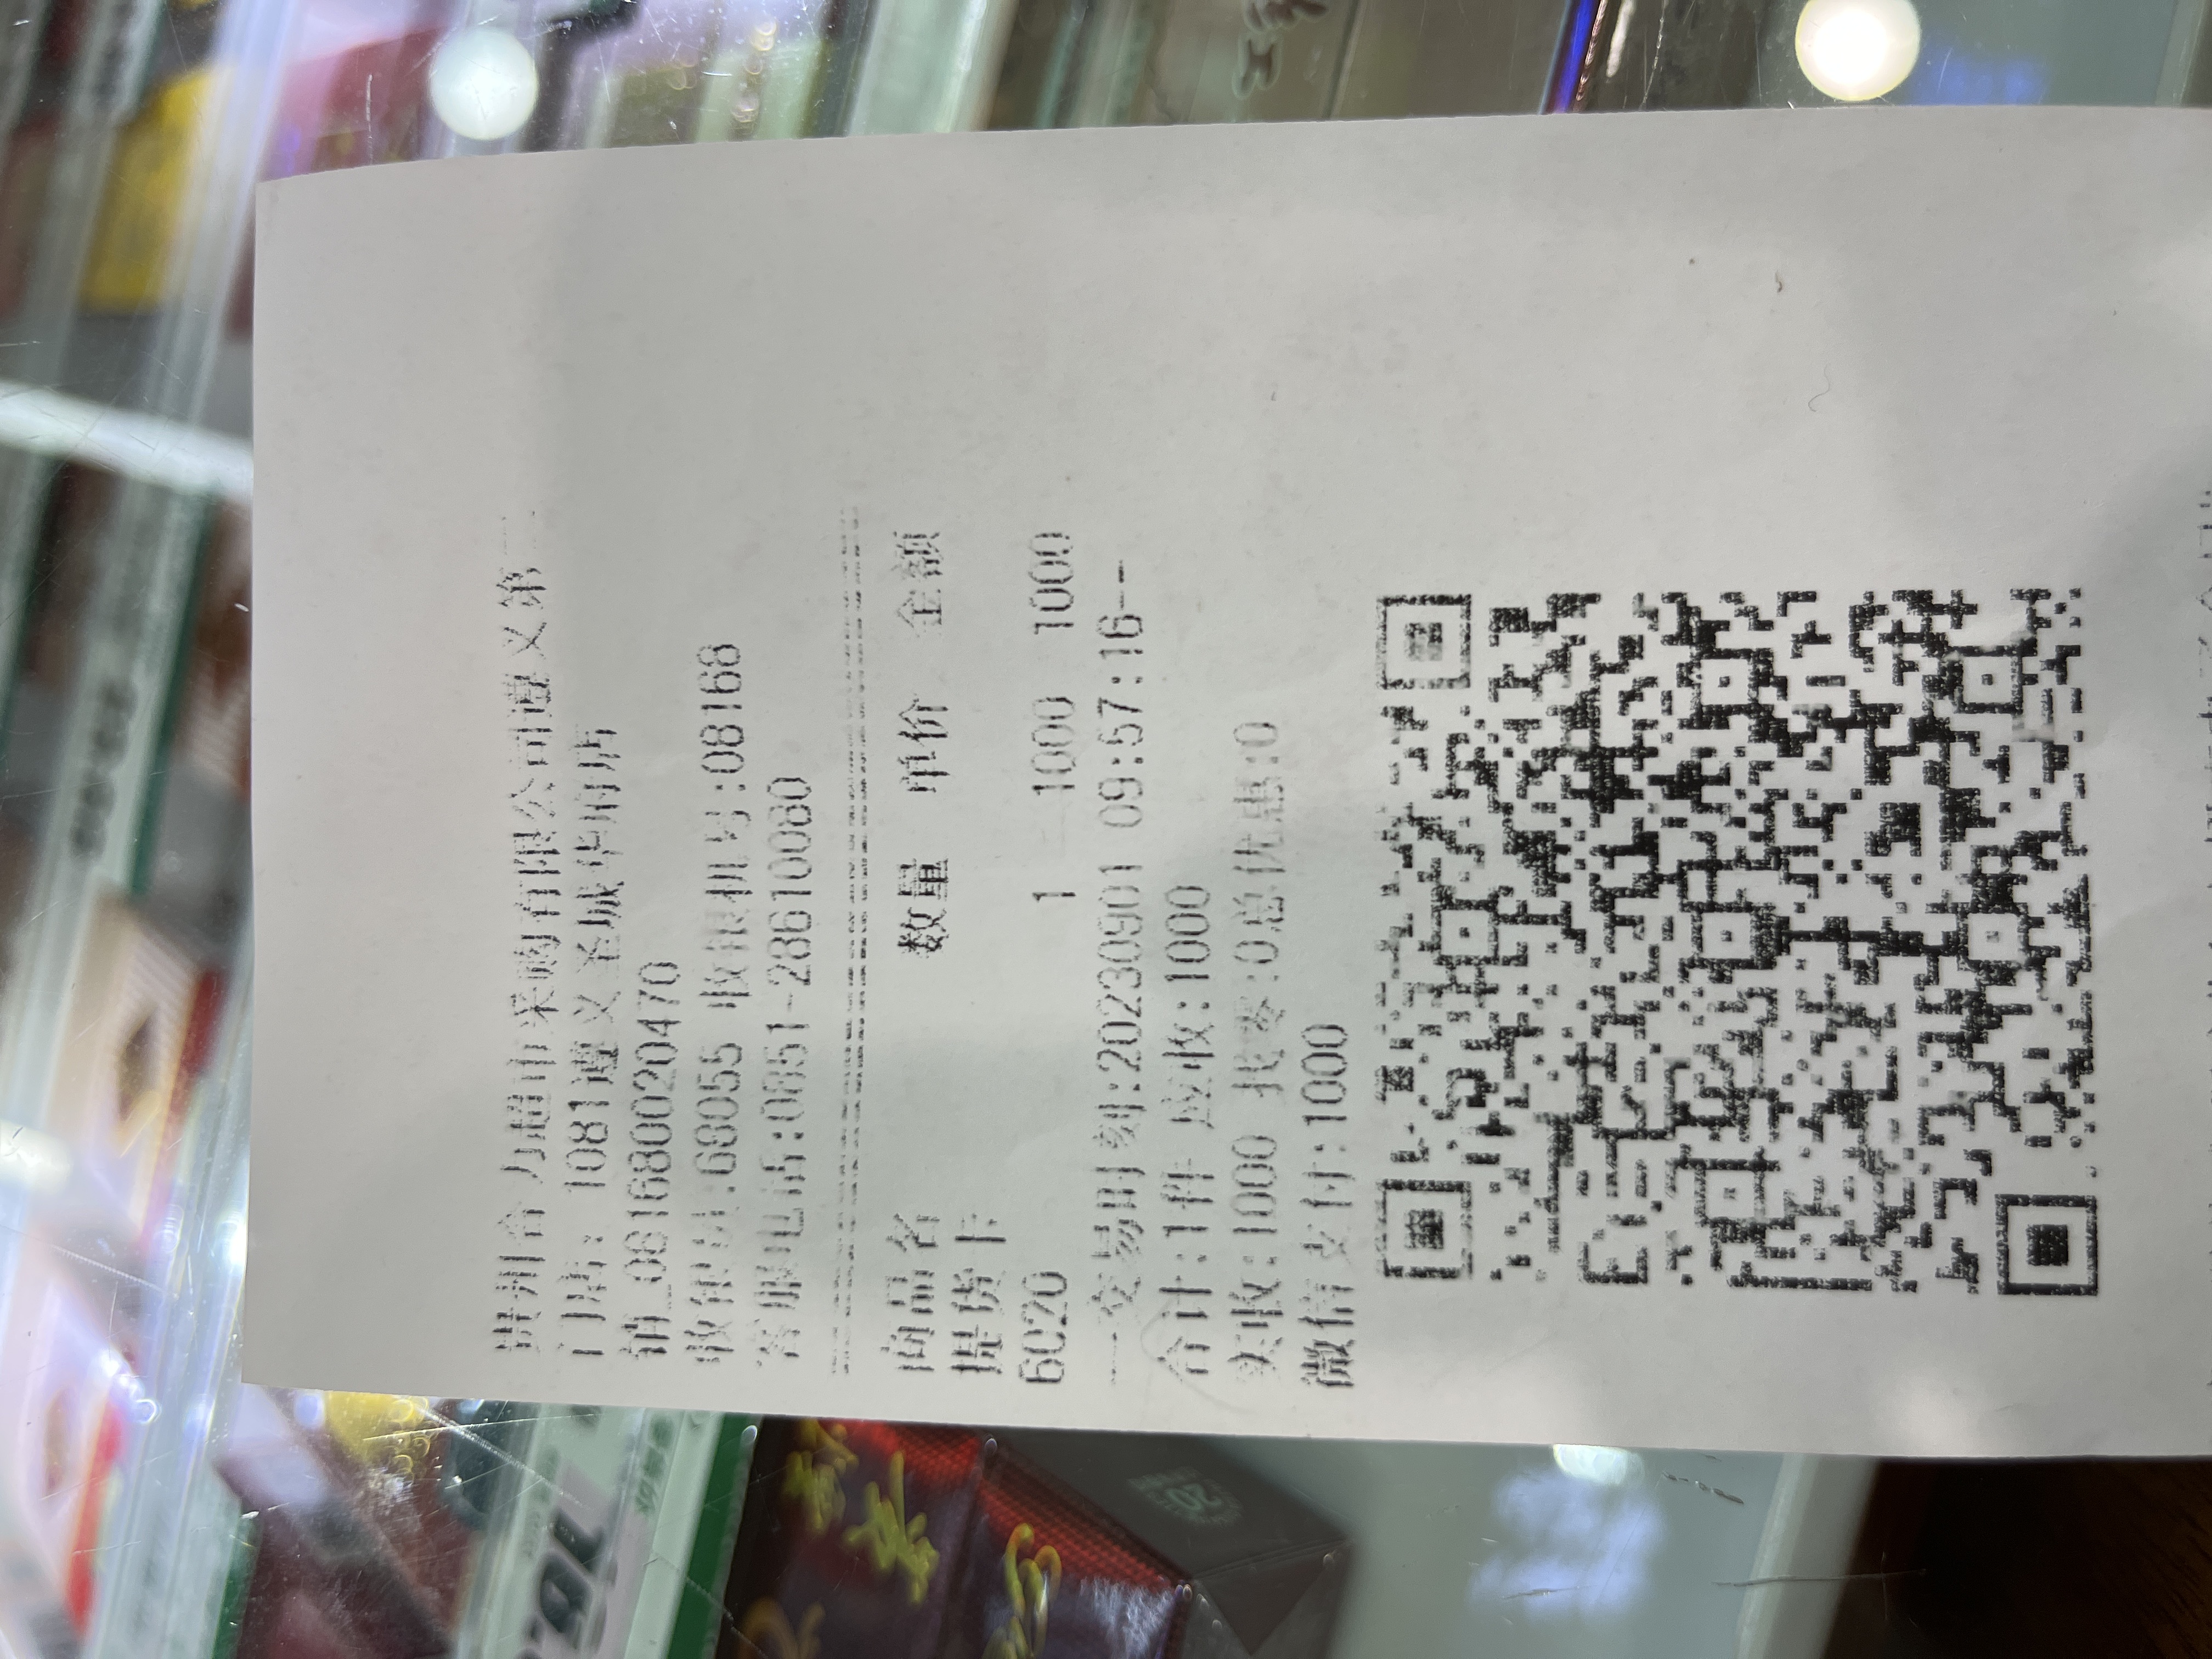 贵州合力超市采购有限公司遵义第一
门店: 1081遵义圣城华府店
销_081680020470
收银员:68055 收银机号:08168
客服电话:0851-28610080
商品名 数量 单价 金额
提货卡
6020 1 1000 1000
--交易时刻:20230901 09:57:16--
合计:1件 应收:1000
实收:1000 找零:0总优惠:0
微信支付:1000